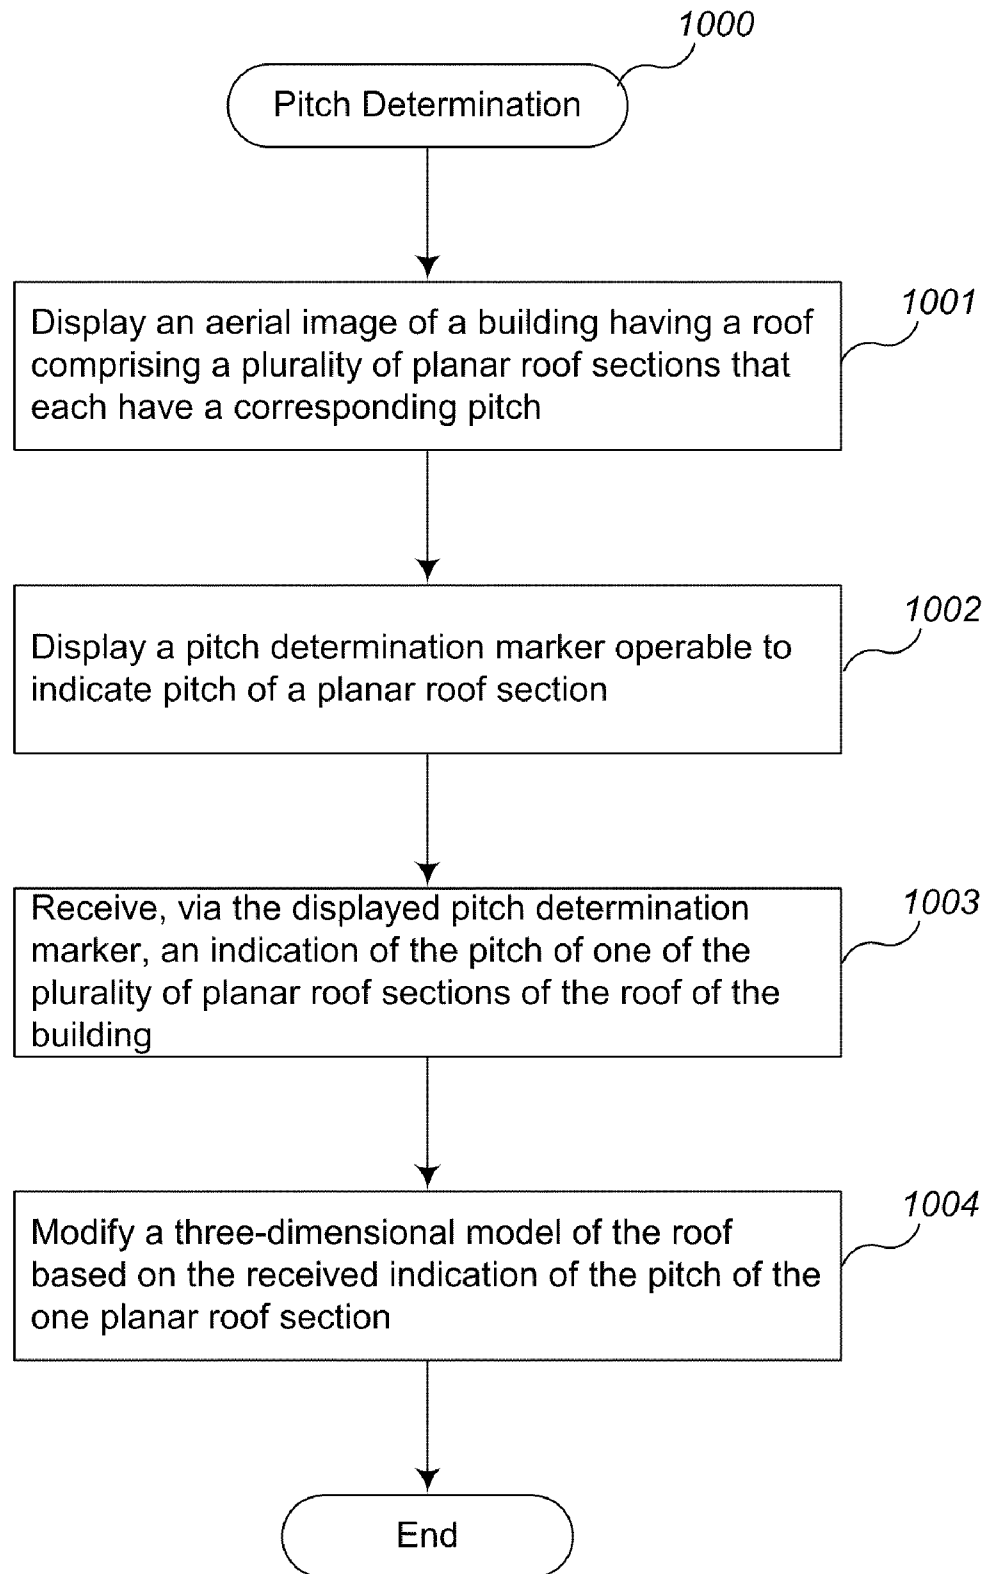 1000
Pitch Determination
1001
Display an aerial image of a building having a roof
comprising a plurality of planar roof sections that
each have a corresponding pitch
1002
Display a pitch determination marker operable to
indicate pitch of a planar roof section
1003
Receive, via the displayed pitch determination
marker, an indication of the pitch of one of the
plurality of planar roof sections of the roof of the
building
1004
Modify a three-dimensional model of the roof
based on the received indication of the pitch of the
one planar roof section
End